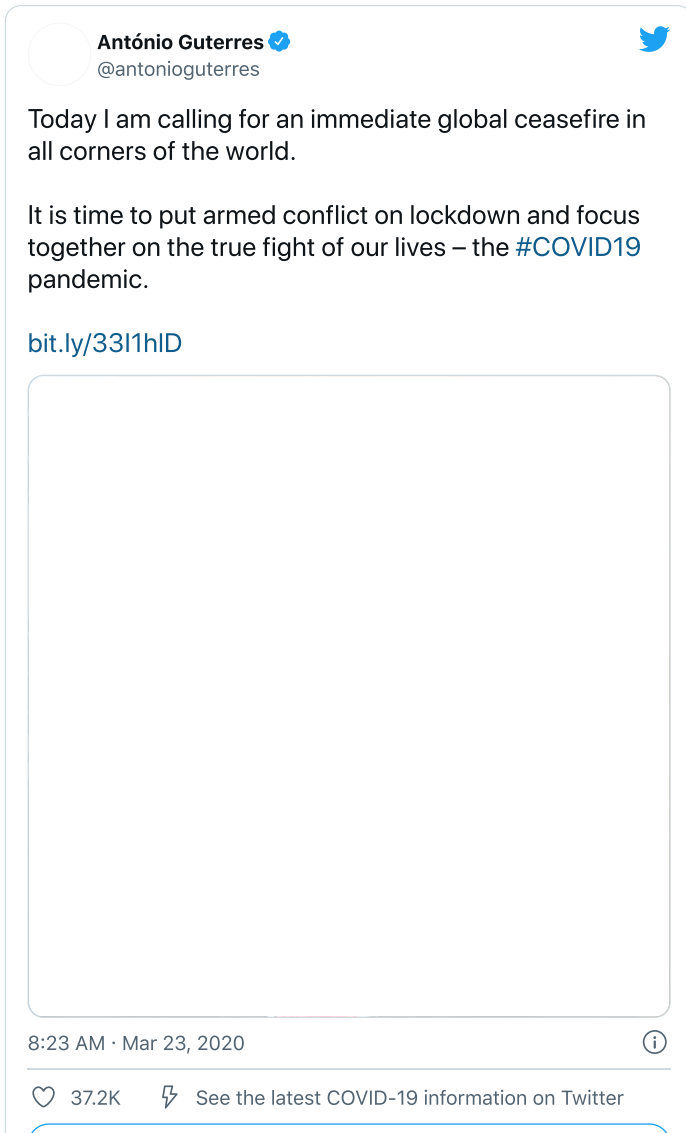 António Guterres
@antonioguterres
Today I am calling for an immediate global ceasefire in
all corners of the world.
It is time to put armed conflict on lockdown and focus
together on the true fight of our lives – the #COVID19
pandemic.
bit.ly/33I1hlD
8:23 AM · Mar 23, 2020
37.2K
See the latest COVID-19 information on Twitter